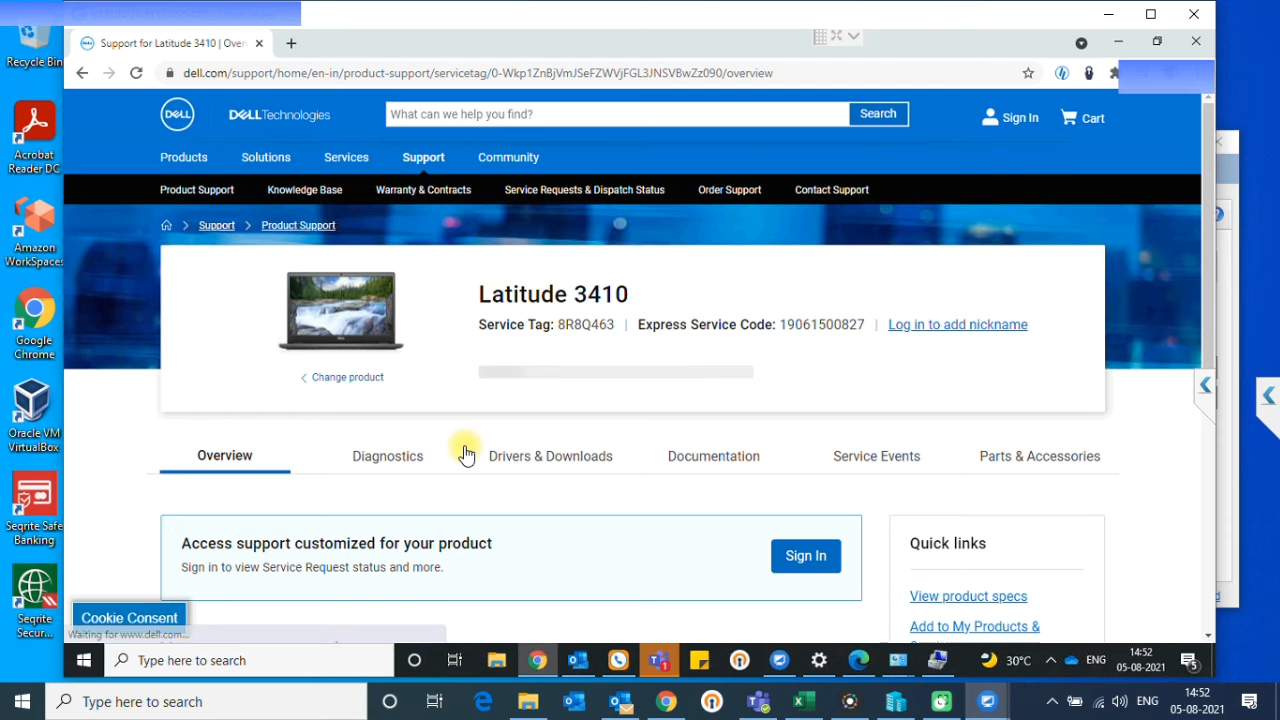 Recycle Bin
Acrobat
Reader DC
Amazon
WorkSpaces
Google
Chrome
Oracle VM
VirtualBox
Seqrite Safe
Banking
Seqrite
Secur...
Support for Latitude 3410 | Over
dell.com/support/home/en-in/product-support/servicetag/0-Wkp1ZnBjVmJSeFZWVjFGL3JNSVBwZz090/overview
DELL
DELLTechnologies
What can we help you find?
Search
Sign In
Cart
Products
Solutions
Services
Support
Community
Product Support
Knowledge Base
Warranty & Contracts
Service Requests & Dispatch Status
Order Support
Contact Support
Support
Product Support
Latitude 3410
Service Tag: 8R8Q463 | Express Service Code: 19061500827 | Log in to add nickname
Change product
Overview
Diagnostics
Drivers & Downloads
Documentation
Service Events
Parts & Accessories
Access support customized for your product
Sign in to view Service Request status and more.
Sign In
Quick links
View product specs
Add to My Products &
Cookie Consent
Waiting for www.dell.com...
Type here to search
1
30°C
ENG
14:52
05-08-2021
5
Type here to search
ENG
14:52
05-08-2021